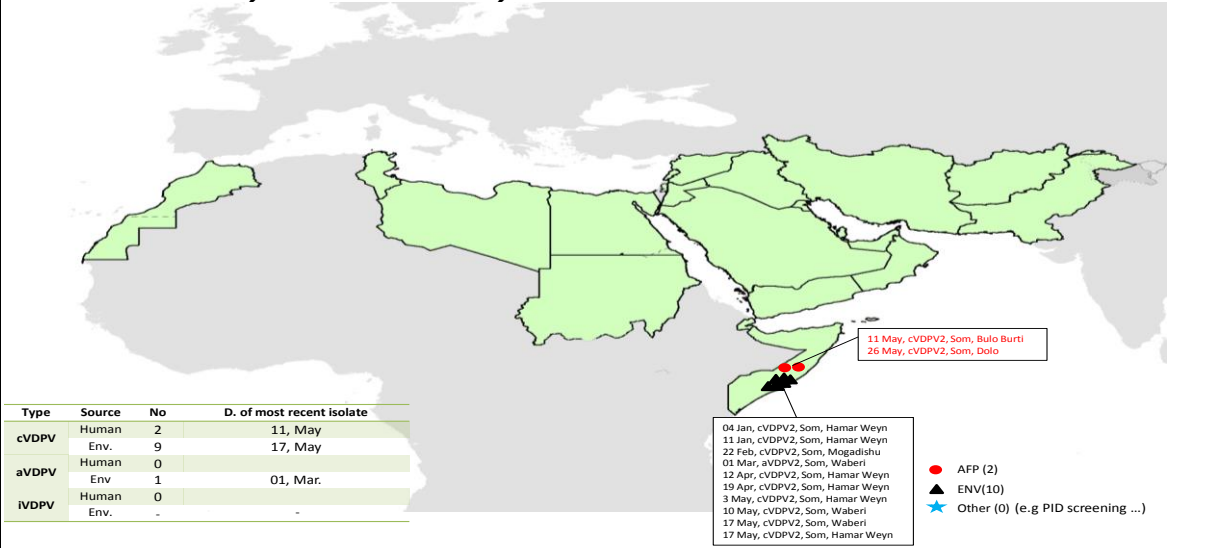 11 May, cVDPV2, Som, Bulo Burti
26 May, cVDPV2, Som, Dolo
Type Source No D. of most recent isolate
cVDPV Human 2 11, May
Env. 9 17, May
aVDPV Human 0
Env 1 01, Mar.
iVDPV Human 0
Env. - -
04 Jan, cVDPV2, Som, Hamar Weyn
11 Jan, cVDPV2, Som, Hamar Weyn
22 Feb, cVDPV2, Som, Mogadishu
01 Mar, aVDPV2, Som, Waberi
12 Apr, cVDPV2, Som, Hamar Weyn
19 Apr, cVDPV2, Som, Hamar Weyn
3 May, cVDPV2, Som, Hamar Weyn
10 May, cVDPV2, Som, Waberi
17 May, cVDPV2, Som, Waberi
17 May, cVDPV2, Som, Hamar Weyn
AFP (2)
ENV(10)
Other (0) (e.g PID screening ...)